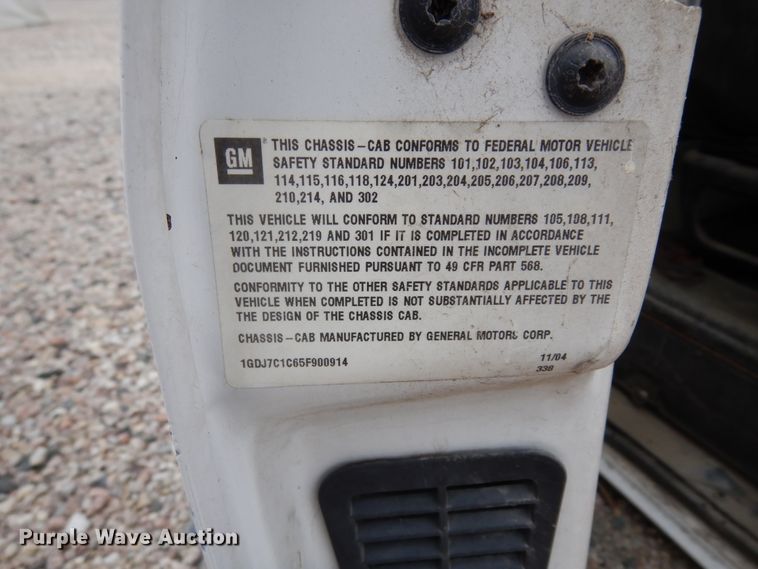 GM
THIS CHASSIS-CAB CONFORMS TO FEDERAL MOTOR VEHICLE
SAFETY STANDARD NUMBERS 101,102,103,104,106,113,
114,115,116,118,124,201,203,204,205,206,207,208,209,
210,214, AND 302
THIS VEHICLE WILL CONFORM TO STANDARD NUMBERS 105,108,111,
120,121,212,219 AND 301 IF IT IS COMPLETED IN ACCORDANCE
WITH THE INSTRUCTIONS CONTAINED IN THE INCOMPLETE VEHICLE
DOCUMENT FURNISHED PURSUANT TO 49 CFR PART 568.
CONFORMITY TO THE OTHER SAFETY STANDARDS APPLICABLE TO THIS
VEHICLE WHEN COMPLETED IS NOT SUBSTANTIALLY AFFECTED BY THE
THE DESIGN OF THE CHASSIS CAB.
CHASSIS-CAB MANUFACTURED BY GENERAL MOTORS CORP.
1GDJ7C1C65F900914 11/04
338
Purple Wave Auction